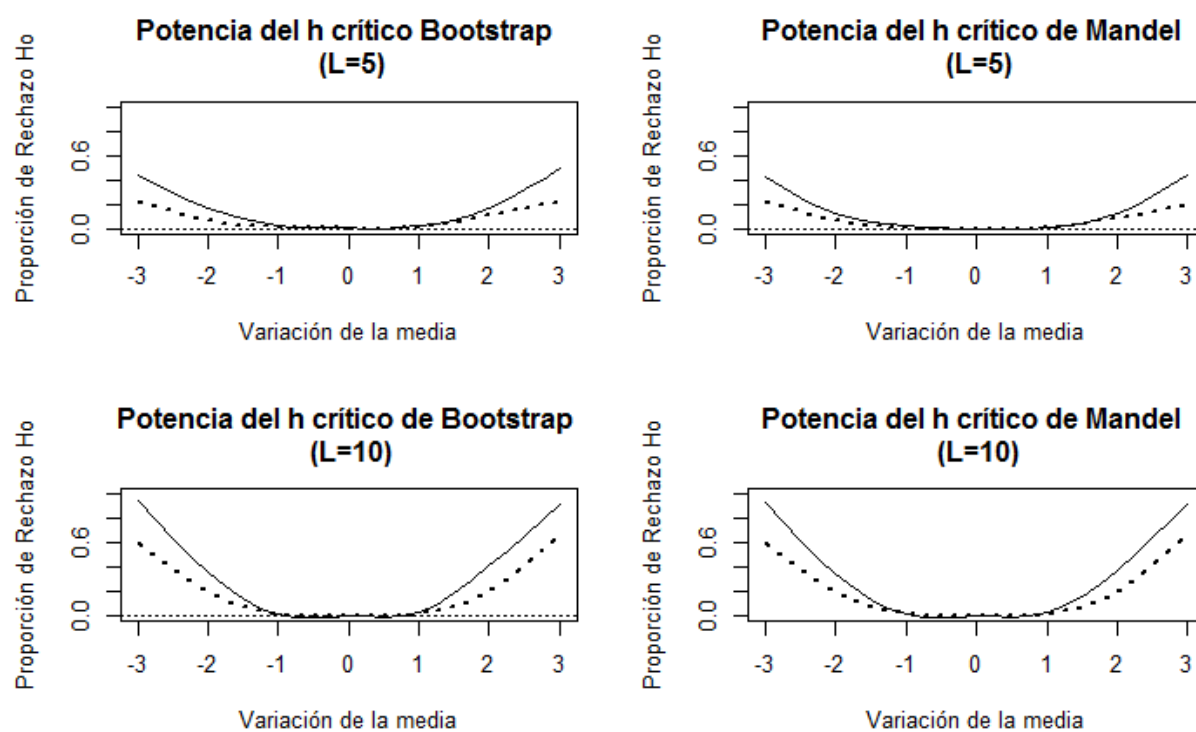 Potencia del h crítico Bootstrap
(L=5)
Proporción de Rechazo Ho
0.6
0.0
-3 -2 -1 0 1 2 3
Variación de la media
Potencia del h crítico de Mandel
(L=5)
Proporción de Rechazo Ho
0.6
0.0
-3 -2 -1 0 1 2 3
Variación de la media
Potencia del h crítico de Bootstrap
(L=10)
Proporción de Rechazo Ho
0.6
0.0
-3 -2 -1 0 1 2 3
Variación de la media
Potencia del h crítico de Mandel
(L=10)
Proporción de Rechazo Ho
0.6
0.0
-3 -2 -1 0 1 2 3
Variación de la media